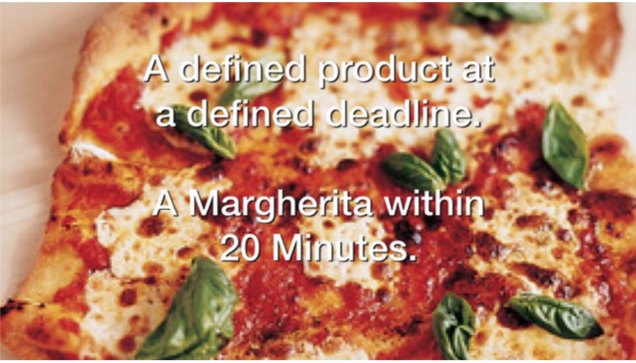 A defined product at
a defined deadline.
A Margherita within
20 Minutes.